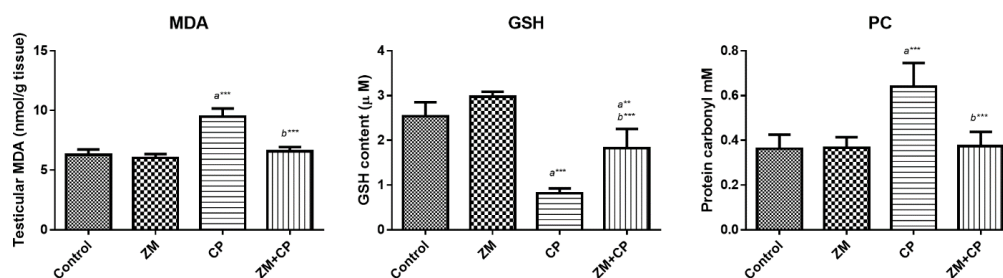 MDA
Testicular MDA (nmol/g tissue)
15
10
5
0
a***
b***
Control
ZM
CP
ZM+CP
GSH
GSH content (μ M)
4
3
2
1
0
a***
a**
b***
Control
ZM
CP
ZM+CP
PC
Protein carbonyl mM
0.8
0.6
0.4
0.2
0.0
a***
b***
Control
ZM
CP
ZM+CP